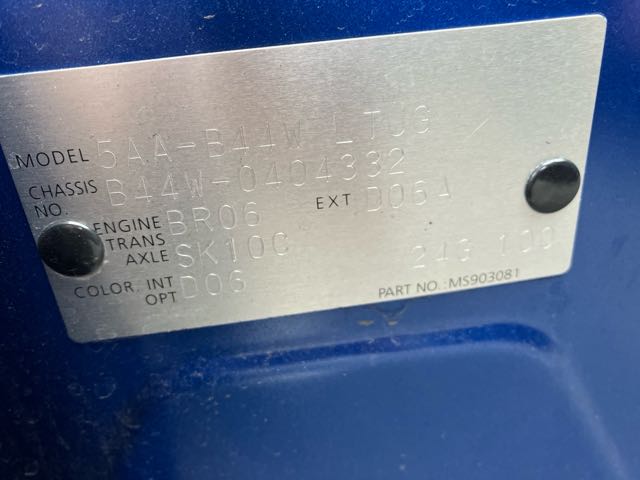 MODEL 5AA-B44W LTJG
CHASSIS NO. B44W-0404332
ENGINE BR06 EXT D06A
TRANS AXLE SK10C 243 100
COLOR INT D06
OPT
PART NO.:MS903081